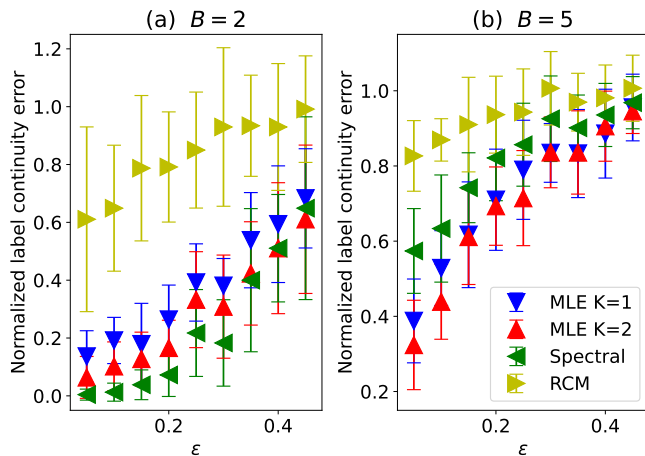 (a) B = 2
(b) B = 5
Normalized label continuity error
1.2
1.0
0.8
0.6
0.4
0.2
0.0
0.2
0.4
ε
Normalized label continuity error
1.2
1.0
0.8
0.6
0.4
0.2
0.2
0.4
ε
MLE K=1
MLE K=2
Spectral
RCM